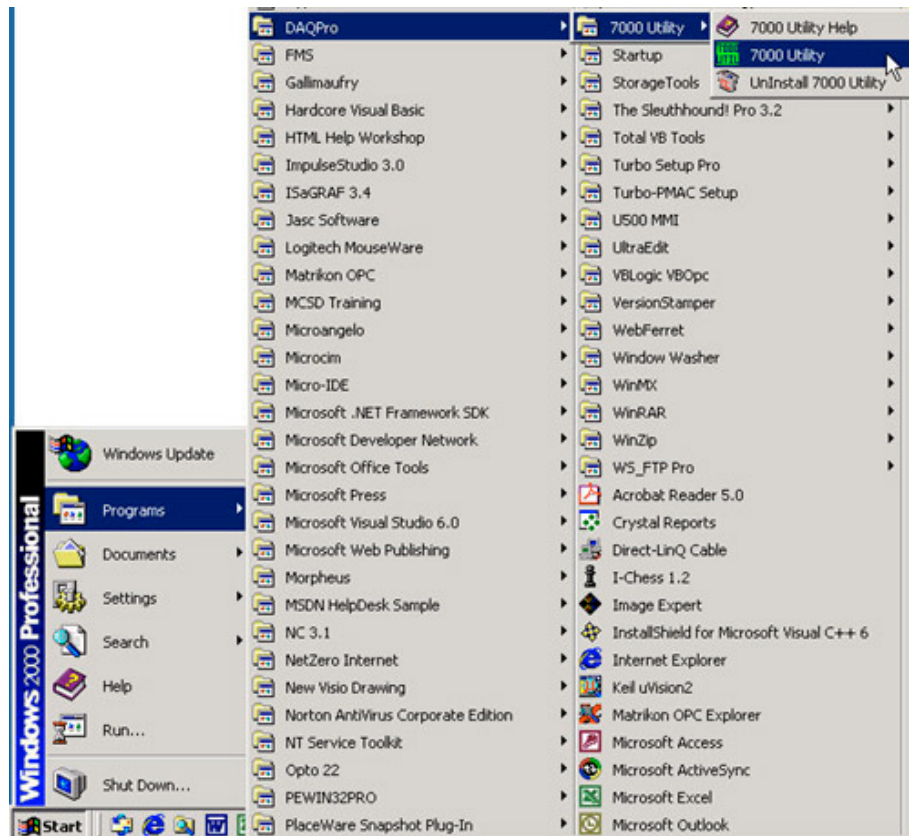 DAQPro
FMS
Gallimaufry
Hardcore Visual Basic
HTML Help Workshop
ImpulseStudio 3.0
ISaGRAF 3.4
Jasc Software
Logitech MouseWare
Matrikon OPC
MCSD Training
Microangelo
Microcim
Micro-IDE
Microsoft .NET Framework SDK
Microsoft Developer Network
Microsoft Office Tools
Microsoft Press
Microsoft Visual Studio 6.0
Microsoft Web Publishing
Morpheus
MSDN HelpDesk Sample
NC 3.1
NetZero Internet
New Visio Drawing
Norton AntiVirus Corporate Edition
NT Service Toolkit
Opto 22
PEWIN32PRO
PlaceWare Snapshot Plug-In
7000 Utility
Startup
StorageTools
The Sleuthhound! Pro 3.2
Total VB Tools
Turbo Setup Pro
Turbo-PMAC Setup
U500 MMI
UltraEdit
VBLogic VBOpc
VersionStamper
WebFerret
Window Washer
WinMX
WinRAR
WinZip
WS_FTP Pro
Acrobat Reader 5.0
Crystal Reports
Direct-LinQ Cable
I-Chess 1.2
Image Expert
InstallShield for Microsoft Visual C++ 6
Internet Explorer
Keil uVision2
Matrikon OPC Explorer
Microsoft Access
Microsoft ActiveSync
Microsoft Excel
Microsoft Outlook
7000 Utility Help
7000 Utility
UnInstall 7000 Utility
Windows Update
Programs
Documents
Settings
Search
Help
Run...
Shut Down...
Windows 2000 Professional
Start